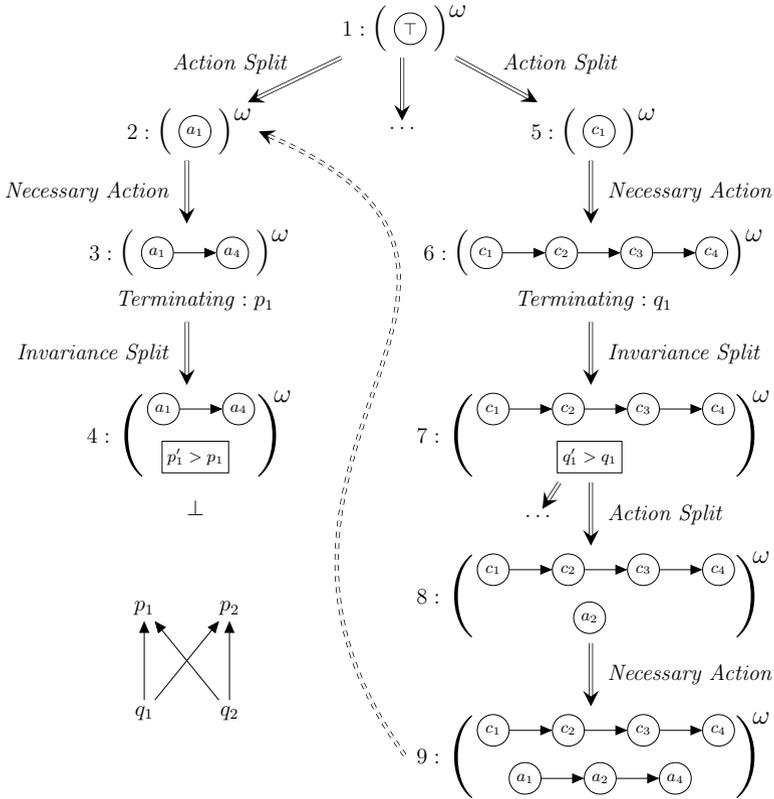 1 : ( ⊤ )^ω
Action Split
Action Split
2 : ( a₁ )^ω
...
5 : ( c₁ )^ω
Necessary Action
Necessary Action
3 : ( a₁ a₄ )^ω
6 : ( c₁ c₂ c₃ c₄ )^ω
Terminating : p₁
Terminating : q₁
Invariance Split
Invariance Split
4 : ( a₁ a₄ )^ω
p′₁ > p₁
7 : ( c₁ c₂ c₃ c₄ )^ω
q′₁ > q₁
⊥
...
Action Split
8 : ( c₁ c₂ c₃ c₄ )^ω
a₂
p₁ p₂
Necessary Action
q₁ q₂
9 : ( c₁ c₂ c₃ c₄ )^ω
a₁ a₂ a₄